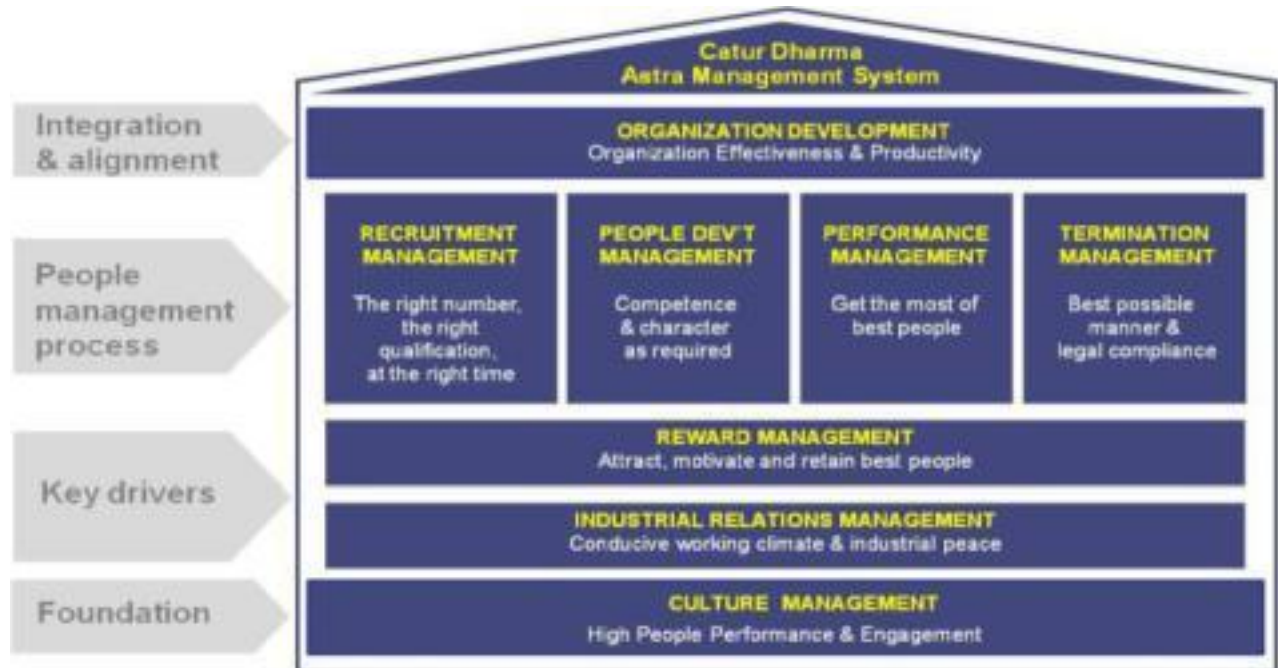 Catur Dharma
Astra Management System
Integration
& alignment
ORGANIZATION DEVELOPMENT
Organization Effectiveness & Productivity
People
management
process
RECRUITMENT
MANAGEMENT
The right number,
the right
qualification,
at the right time
PEOPLE DEV'T
MANAGEMENT
Competence
& character
as required
PERFORMANCE
MANAGEMENT
Get the most of
best people
TERMINATION
MANAGEMENT
Best possible
manner &
legal compliance
Key drivers
REWARD MANAGEMENT
Attract, motivate and retain best people
INDUSTRIAL RELATIONS MANAGEMENT
Conducive working climate & industrial peace
Foundation
CULTURE MANAGEMENT
High People Performance & Engagement